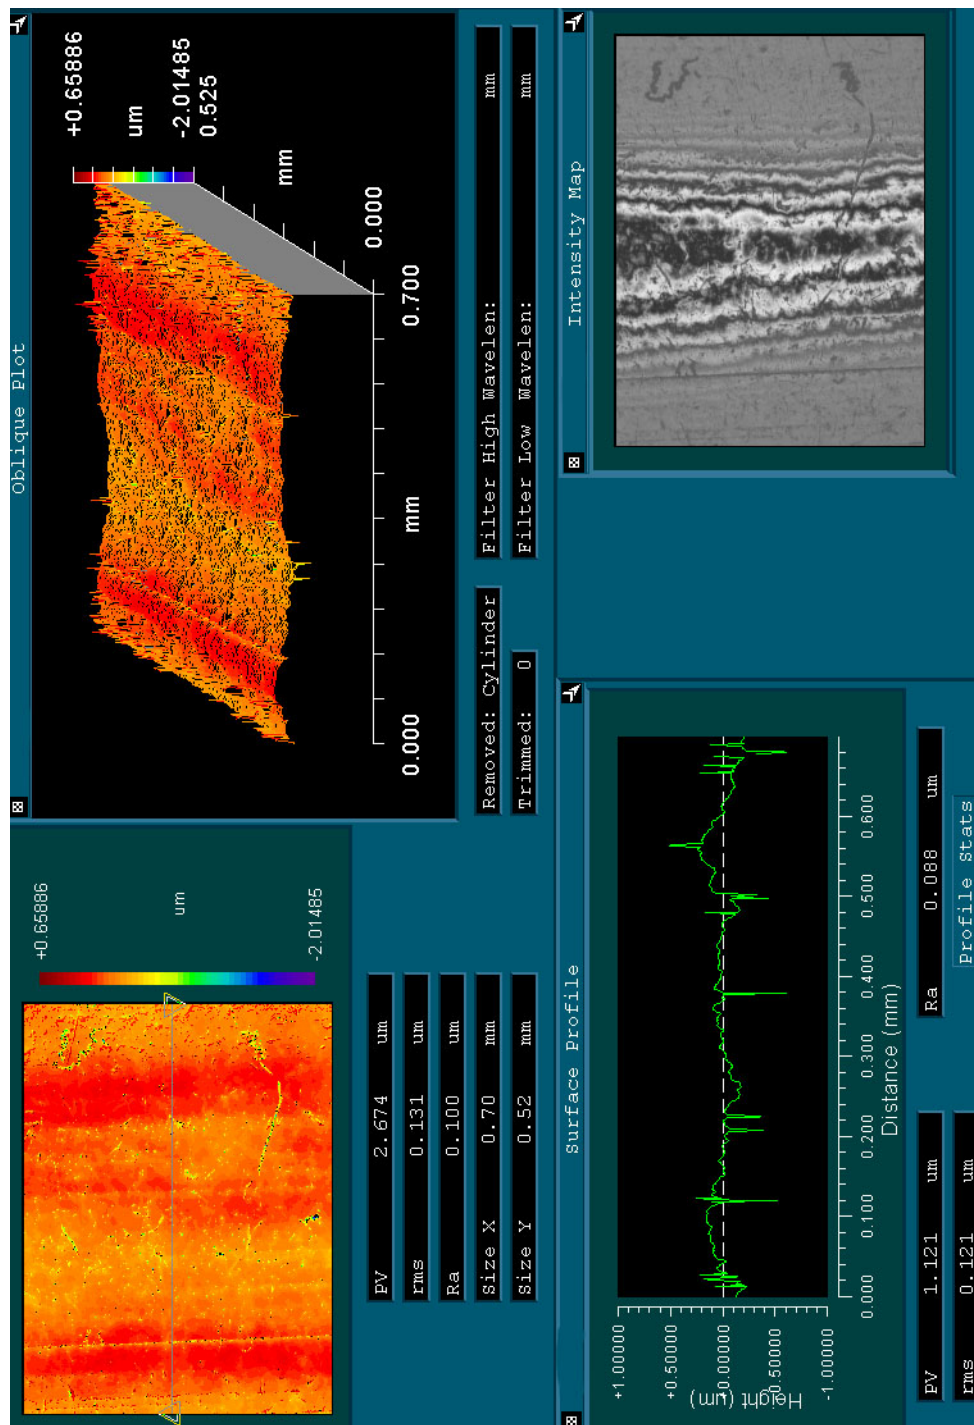 +0.65886
um
-2.01485
PV 2.674 um
rms 0.131 um
Ra 0.100 um
Size X 0.70 mm
Size Y 0.52 mm
Oblique Plot
+0.65886
um
-2.01485
0.525
mm
0.000
0.700
mm
0.000
Removed: Cylinder
Filter High Wavelen: mm
Trimmed: 0
Filter Low Wavelen: mm
Surface Profile
+1.00000
+0.50000
+0.00000
-0.50000
-1.00000
Height (um)
0.000 0.100 0.200 0.300 0.400 0.500 0.600
Distance (mm)
PV 1.121 um
rms 0.121 um
Ra 0.088 um
Profile Stats
Intensity Map